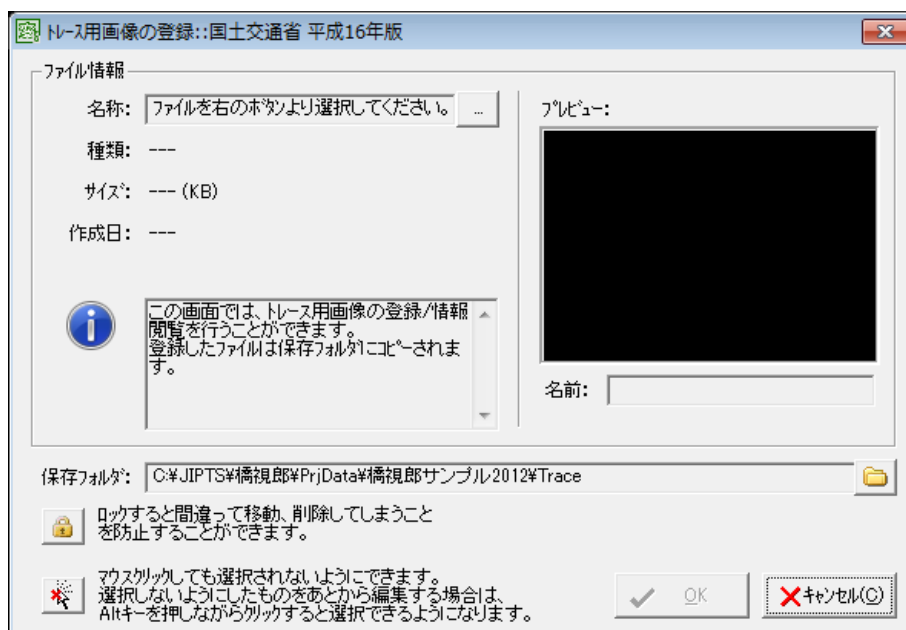 ﾄﾚｰｽ用画像の登録::国土交通省 平成16年版
ﾌｧｲﾙ情報
名称: ﾌｧｲﾙを右のﾎﾞﾀﾝより選択してください。 ...
種類: ---
ｻｲｽﾞ: --- (KB)
作成日: ---
この画面では、ﾄﾚｰｽ用画像の登録/情報
閲覧を行うことができます。
登録したﾌｧｲﾙは保存ﾌｫﾙﾀﾞにｺﾋﾟｰされま
す。
ﾌﾟﾚﾋﾞｭｰ:
名前:
保存ﾌｫﾙﾀﾞ: C:¥JIPTS¥橋視郎¥PrjData¥橋視郎サンプル2012¥Trace
ﾛｯｸすると間違って移動、削除してしまうこと
を防止することができます。
ﾏｳｽｸﾘｯｸしても選択されないようにできます。
選択しないようにしたものをあとから編集する場合は、
Altｷｰを押しながらｸﾘｯｸすると選択できるようになります。
OK
ｷｬﾝｾﾙ(C)